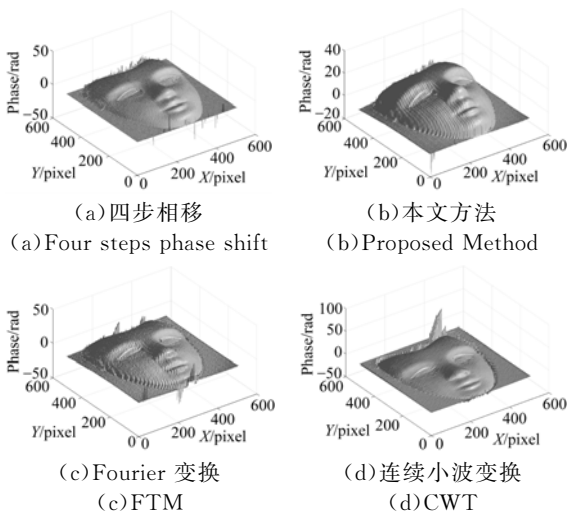 Phase/rad
50
0
−50
600
400
200
0
Y/pixel
0
200
400
600
X/pixel
(a)四步相移
(a)Four steps phase shift
Phase/rad
40
20
0
−20
600
400
200
0
Y/pixel
0
200
400
600
X/pixel
(b)本文方法
(b)Proposed Method
Phase/rad
50
0
−50
600
400
200
0
Y/pixel
0
200
400
600
X/pixel
(c)Fourier 变换
(c)FTM
Phase/rad
100
50
0
−50
600
400
200
0
Y/pixel
0
200
400
600
X/pixel
(d)连续小波变换
(d)CWT